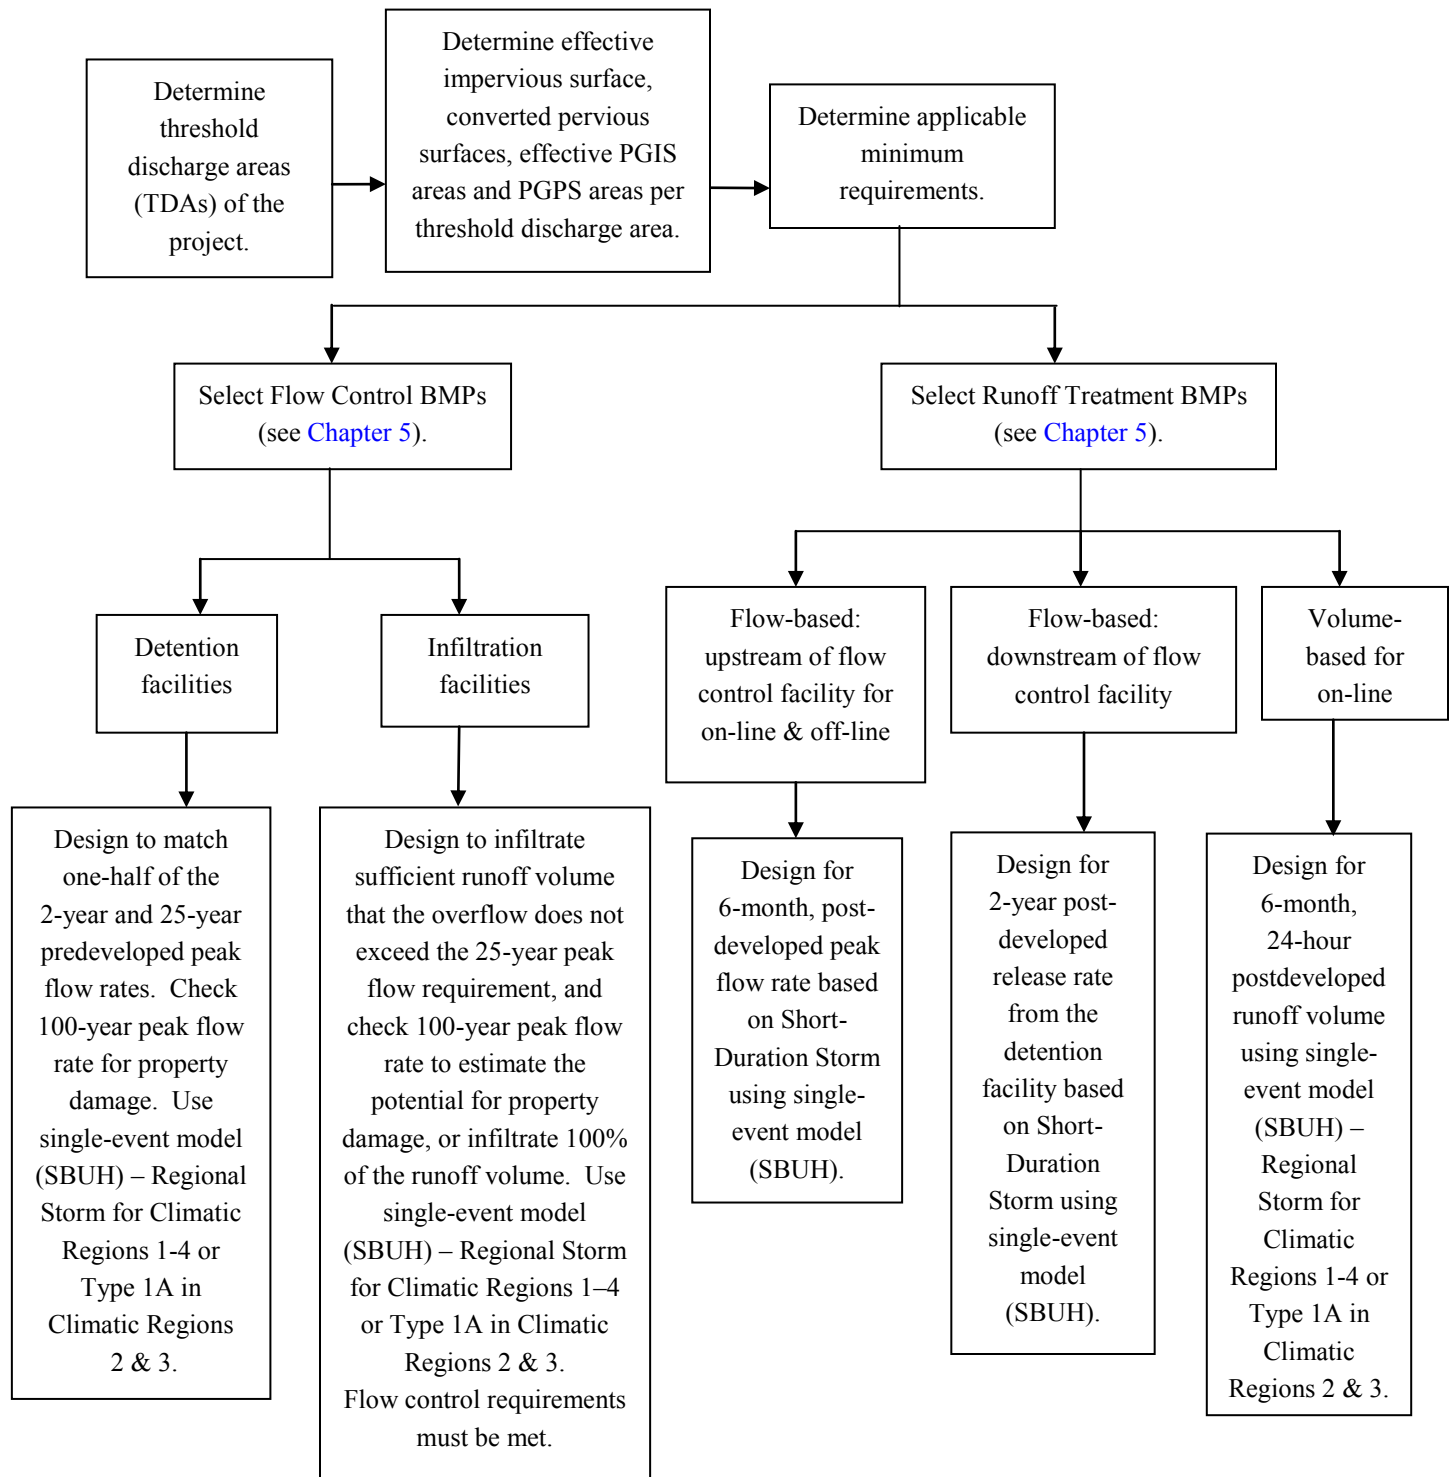 Determine
threshold
discharge areas
(TDAs) of the
project.
Determine effective
impervious surface,
converted pervious
surfaces, effective PGIS
areas and PGPS areas per
threshold discharge area.
Determine applicable
minimum
requirements.
Select Flow Control BMPs
(see Chapter 5).
Select Runoff Treatment BMPs
(see Chapter 5).
Detention
facilities
Infiltration
facilities
Flow-based:
upstream of flow
control facility for
on-line & off-line
Flow-based:
downstream of flow
control facility
Volume-
based for
on-line
Design to match
one-half of the
2-year and 25-year
predeveloped peak
flow rates.  Check
100-year peak flow
rate for property
damage.  Use
single-event model
(SBUH) – Regional
Storm for Climatic
Regions 1-4 or
Type 1A in
Climatic Regions
2 & 3.
Design to infiltrate
sufficient runoff volume
that the overflow does not
exceed the 25-year peak
flow requirement, and
check 100-year peak flow
rate to estimate the
potential for property
damage, or infiltrate 100%
of the runoff volume.  Use
single-event model
(SBUH) – Regional Storm
for Climatic Regions 1–4
or Type 1A in Climatic
Regions 2 & 3.
Flow control requirements
must be met.
Design for
6-month, post-
developed peak
flow rate based
on Short-
Duration Storm
using single-
event model
(SBUH).
Design for
2-year post-
developed
release rate
from the
detention
facility based
on Short-
Duration
Storm using
single-event
model
(SBUH).
Design for
6-month,
24-hour
postdeveloped
runoff volume
using single-
event model
(SBUH) –
Regional
Storm for
Climatic
Regions 1-4 or
Type 1A in
Climatic
Regions 2 & 3.